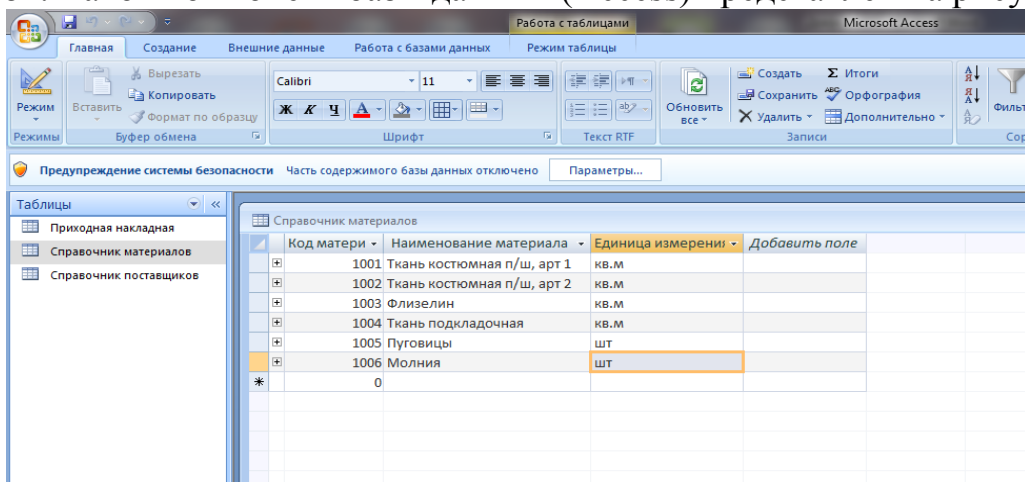 Работа с таблицами
Microsoft Access
Главная Создание Внешние данные Работа с базами данных Режим таблицы
Режим
Вставить
Вырезать
Копировать
Формат по образцу
Calibri 11
Ж К Ч А
Обновить все
Создать
Сохранить
Удалить
Итоги
Орфография
Дополнительно
Фильт
Режимы Буфер обмена Шрифт Текст RTF Записи Сор
Предупреждение системы безопасности Часть содержимого базы данных отключено Параметры...
Таблицы
Приходная накладная
Справочник материалов
Справочник поставщиков
Справочник материалов
Код матери Наименование материала Единица измерения Добавить поле
1001 Ткань костюмная п/ш, арт 1 кв.м
1002 Ткань костюмная п/ш, арт 2 кв.м
1003 Флизелин кв.м
1004 Ткань подкладочная кв.м
1005 Пуговицы шт
1006 Молния шт
0